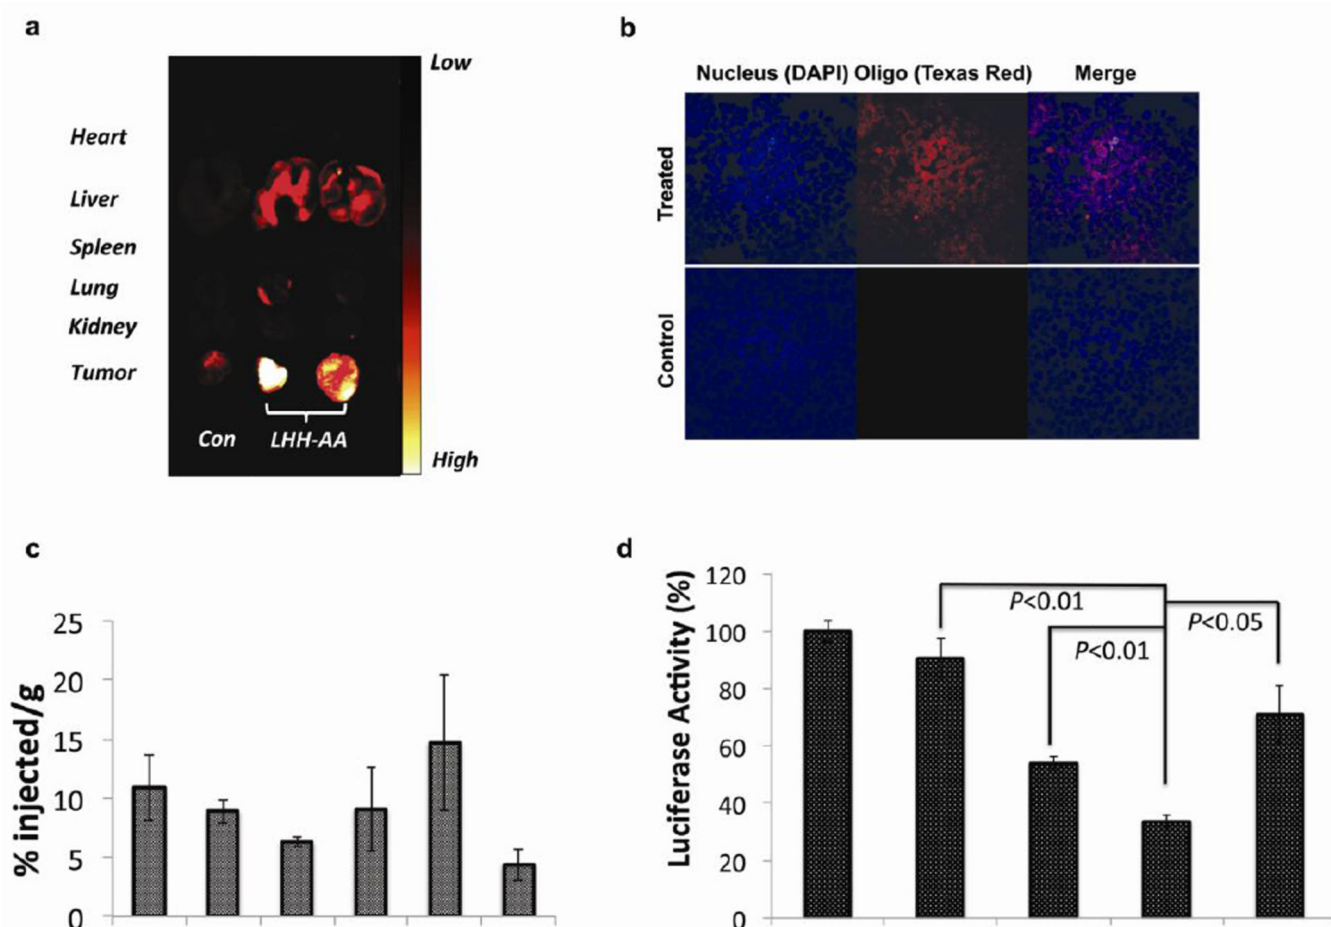 a
Low
Heart
Liver
Spleen
Lung
Kidney
Tumor
Con LHH-AA
High
b
Nucleus (DAPI) Oligo (Texas Red) Merge
Treated
Control
c
% injected/g
25
20
15
10
5
0
d
Luciferase Activity (%)
120
100
80
60
40
20
0
P<0.01
P<0.01
P<0.05